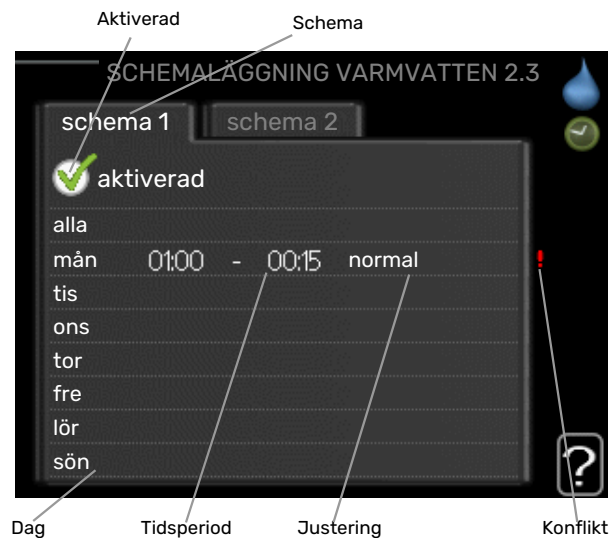 Aktiverad Schema
SCHEMALÄGGNING VARMVATTEN 2.3
schema 1 schema 2
aktiverad
alla
mån 01:00 - 00:15 normal !
tis
ons
tor
fre
lör
sön
?
Dag Tidsperiod Justering Konflikt